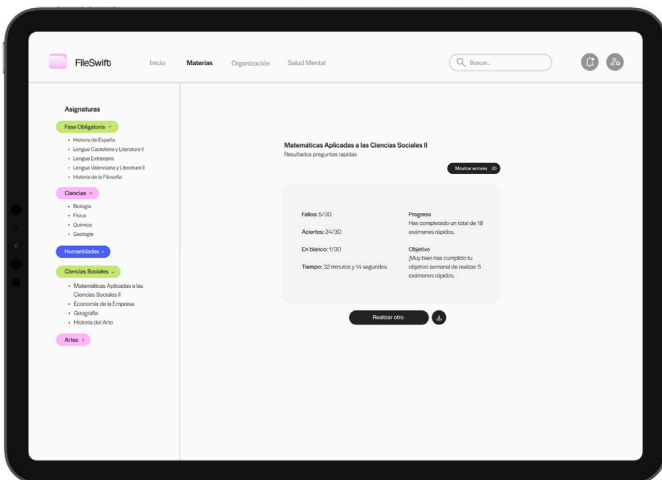 FileSwift
Inicio
Materias
Organización
Salud Mental
Buscar...
Asignaturas
Fase Obligatoria
Historia de España
Lengua Castellana y Literatura II
Lengua Extranjera
Lengua Valenciana y Literatura II
Historia de la Filosofía
Ciencias
Biología
Física
Química
Geología
Humanidades
Ciencias Sociales
Matemáticas Aplicadas a las
Ciencias Sociales II
Economía de la Empresa
Geografía
Historia del Arte
Artes
Matemáticas Aplicadas a las Ciencias Sociales II
Resultados preguntas rapidas
Mostrar errores
Fallos: 5/30
Aciertos: 24/30
En blanco: 1/30
Tiempo: 32 minutos y 14 segundos
Progreso
Has completado un total de 18
exámenes rápidos.
Objetivo
¡Muy bien has cumplido tu
objetivo semanal de realizar 5
exámenes rápidos.
Realizar otro